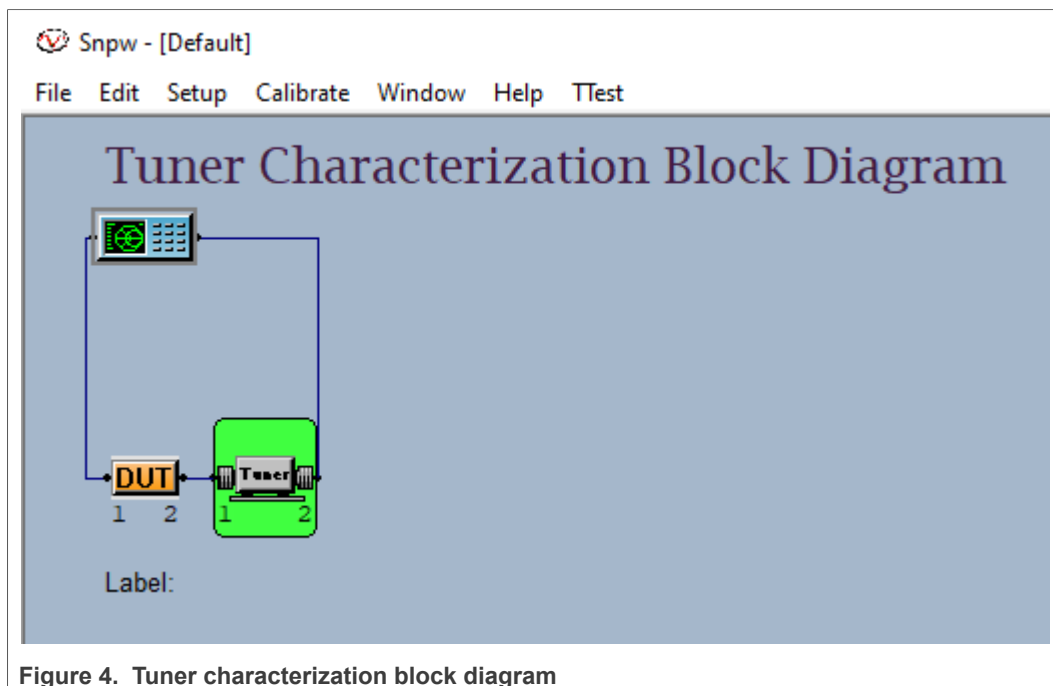 Snpw - [Default]
File Edit Setup Calibrate Window Help TTest
Tuner Characterization Block Diagram
DUT Tuner
1 2 1 2
Label:
Figure 4. Tuner characterization block diagram